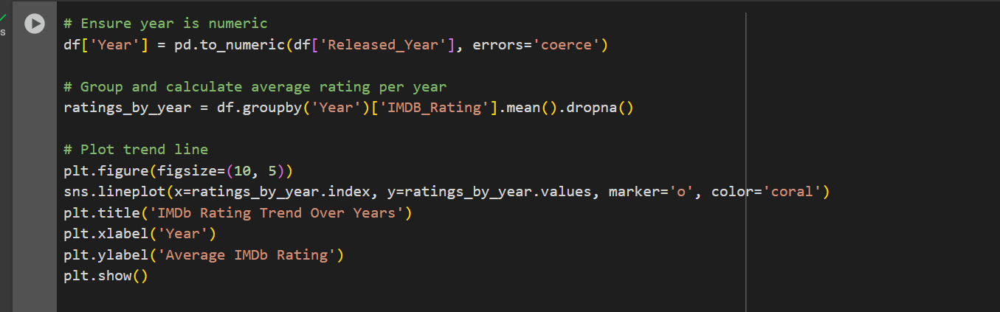 # Ensure year is numeric
df['Year'] = pd.to_numeric(df['Released_Year'], errors='coerce')
# Group and calculate average rating per year
ratings_by_year = df.groupby('Year')['IMDB_Rating'].mean().dropna()
# Plot trend line
plt.figure(figsize=(10, 5))
sns.lineplot(x=ratings_by_year.index, y=ratings_by_year.values, marker='o', color='coral')
plt.title('IMDb Rating Trend Over Years')
plt.xlabel('Year')
plt.ylabel('Average IMDb Rating')
plt.show()